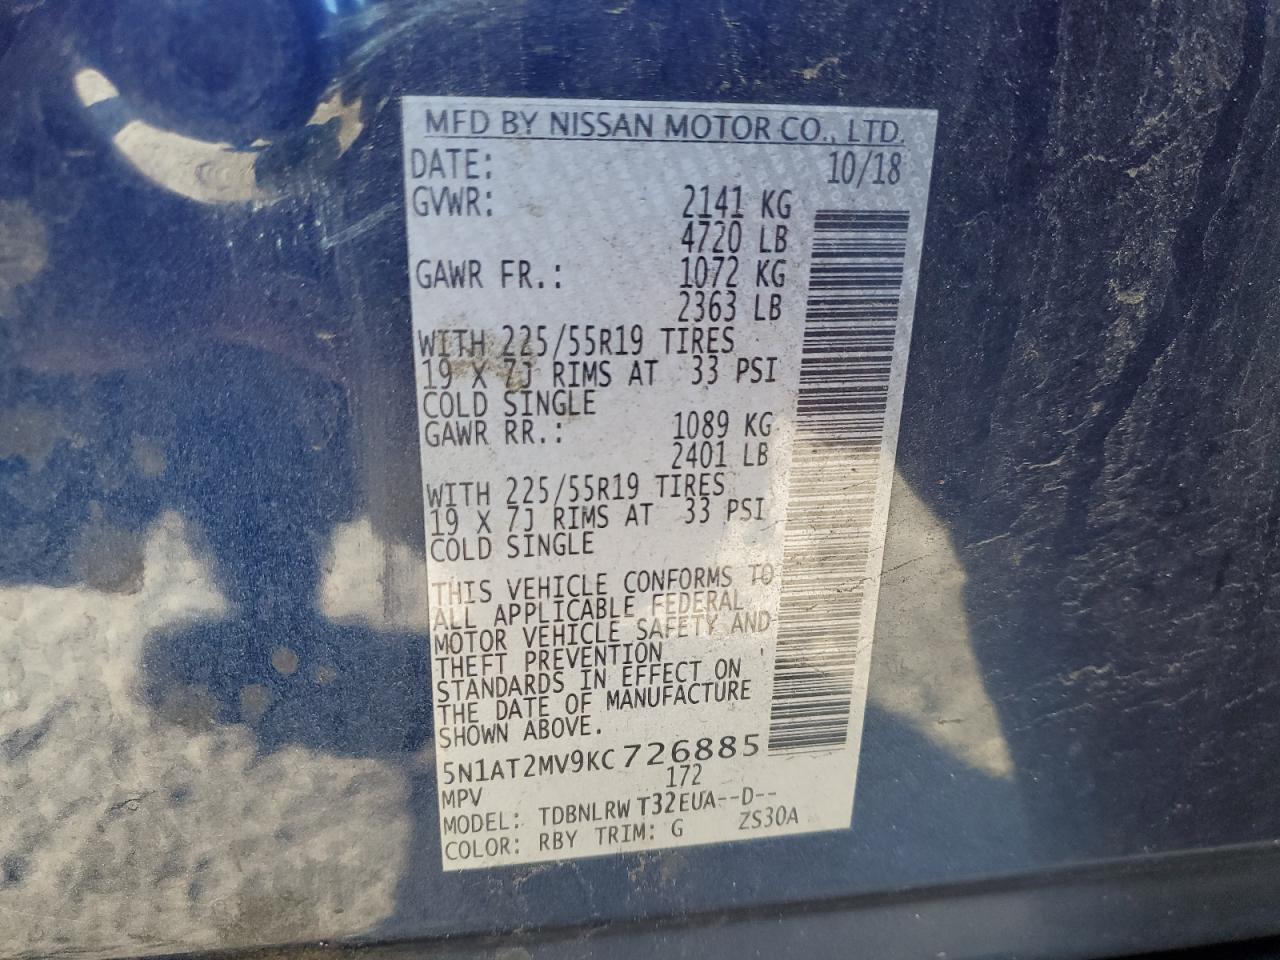 MFD BY NISSAN MOTOR CO., LTD.
DATE: 10/18
GVWR: 2141 KG
4720 LB
GAWR FR.: 1072 KG
2363 LB
WITH 225/55R19 TIRES
19 X 7J RIMS AT 33 PSI
COLD SINGLE
GAWR RR.: 1089 KG
2401 LB
WITH 225/55R19 TIRES
19 X 7J RIMS AT 33 PSI
COLD SINGLE
THIS VEHICLE CONFORMS TO
ALL APPLICABLE FEDERAL
MOTOR VEHICLE SAFETY AND
THEFT PREVENTION
STANDARDS IN EFFECT ON
THE DATE OF MANUFACTURE
SHOWN ABOVE.
5N1AT2MV9KC726885
MPV 172
MODEL: TDBNLRW T32EUA--D--
COLOR: RBY TRIM: G ZS30A